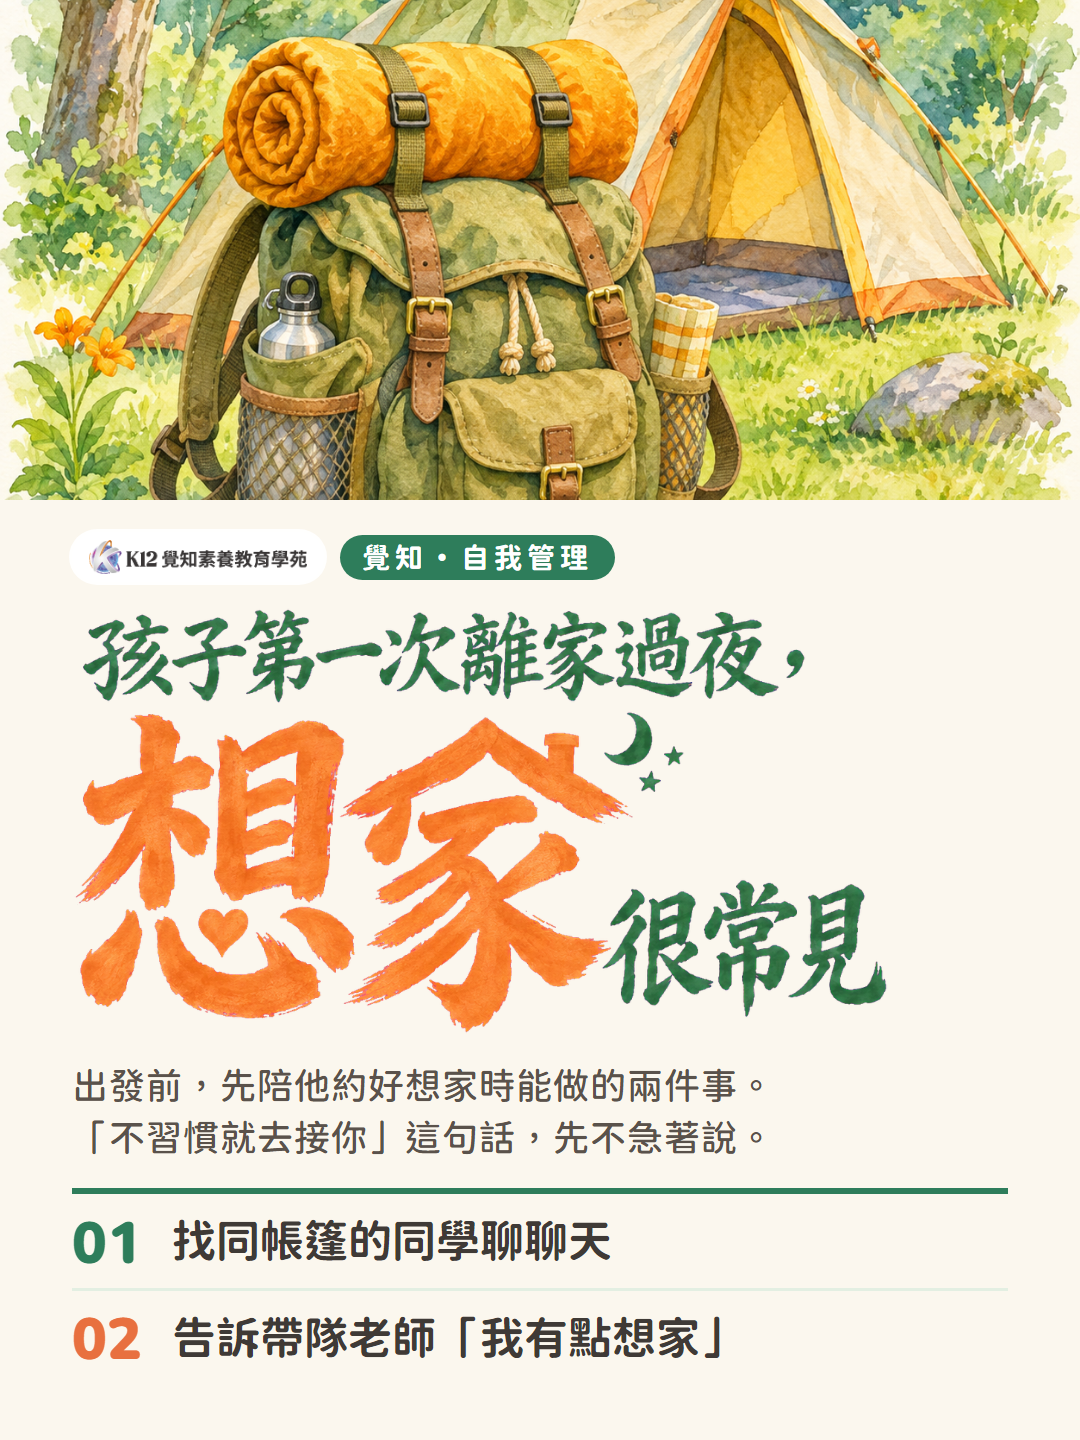 K12 覺知素養教育學苑
覺知・自我管理
孩子第一次離家過夜，
想家很常見
出發前，先陪他約好想家時能做的兩件事。
「不習慣就去接你」這句話，先不急著說。
01 找同帳篷的同學聊聊天
02 告訴帶隊老師「我有點想家」